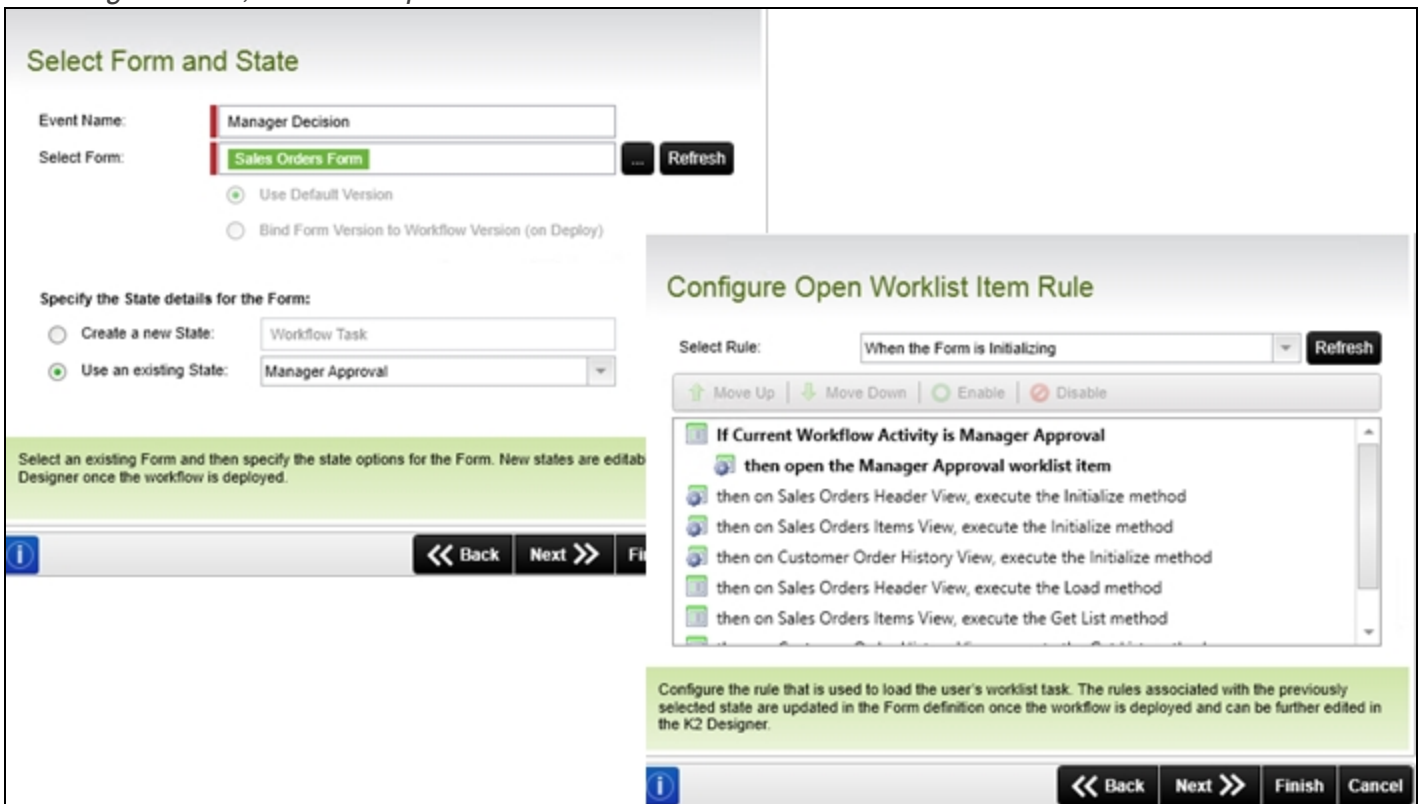 Select Form and State
Event Name:
Manager Decision
Select Form:
Sales Orders Form
...
Refresh
Use Default Version
Bind Form Version to Workflow Version (on Deploy)
Specify the State details for the Form:
Create a new State:
Workflow Task
Use an existing State:
Manager Approval
Select an existing Form and then specify the state options for the Form. New states are
Designer once the workflow is deployed.
Back
Next
Configure Open Worklist Item Rule
Select Rule:
When the Form is Initializing
Refresh
Move Up | Move Down | Enable | Disable
If Current Workflow Activity is Manager Approval
then open the Manager Approval worklist item
then on Sales Orders Header View, execute the Initialize method
then on Sales Orders Items View, execute the Initialize method
then on Customer Order History View, execute the Initialize method
then on Sales Orders Header View, execute the Load method
then on Sales Orders Items View, execute the Get List method
Configure the rule that is used to load the user's worklist task. The rules associated with the previously
selected state are updated in the Form definition once the workflow is deployed and can be further edited in
the K2 Designer.
Back
Next
Finish
Cancel